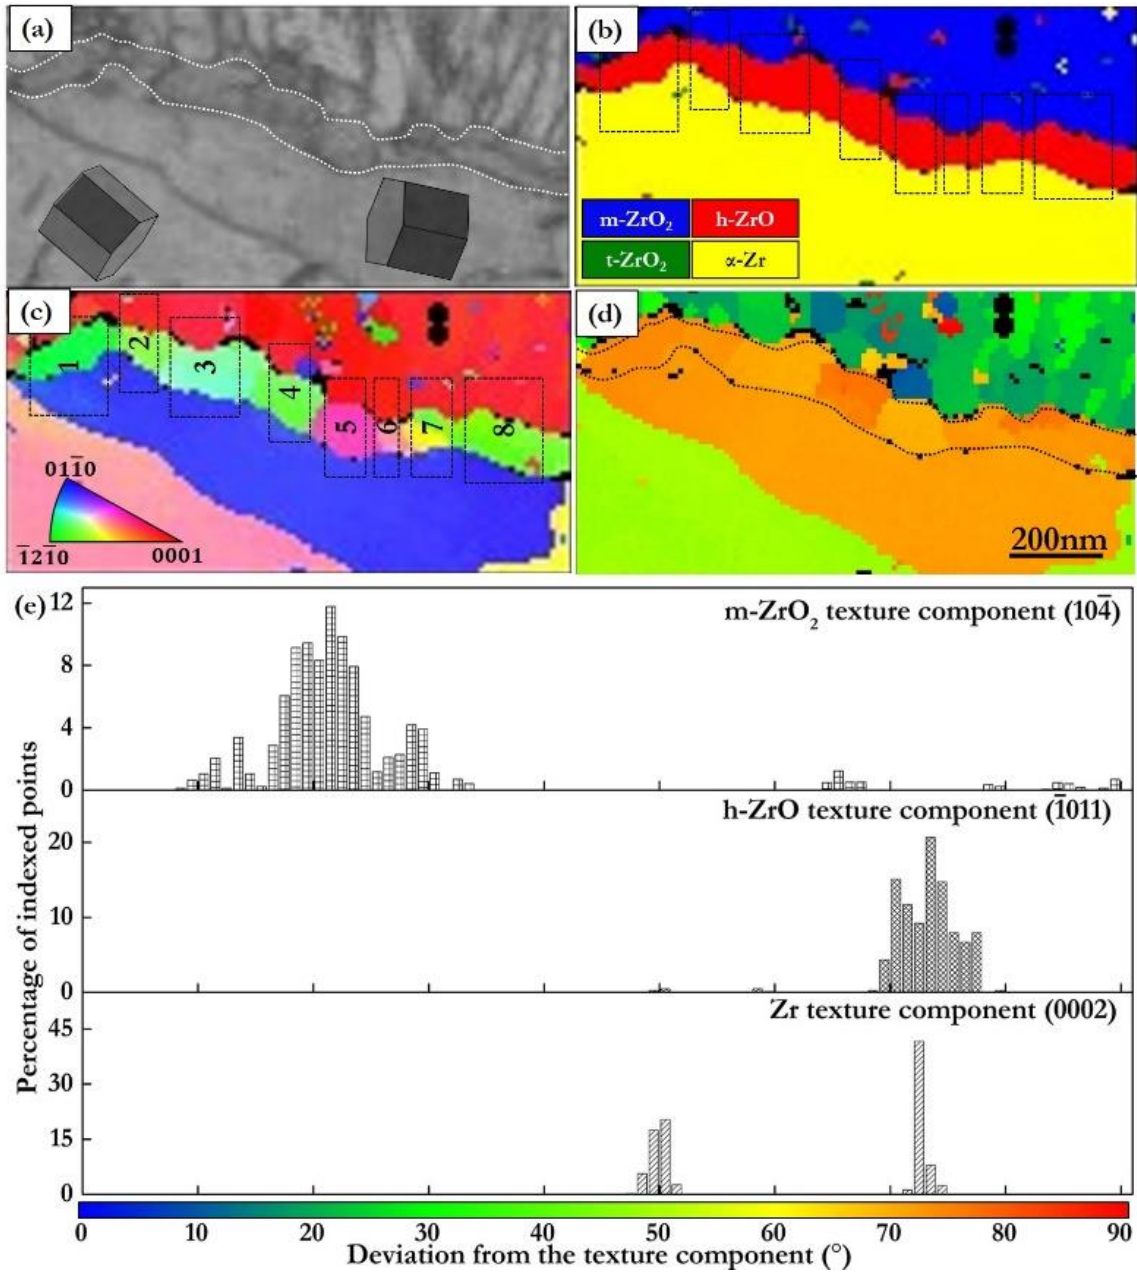 (a)
(b)
m-ZrO₂
h-ZrO
t-ZrO₂
α-Zr
(c)
1
2
3
4
5
6
7
8
011̅0
1̅21̅0
0001
(d)
200nm
(e)
m-ZrO₂ texture component (104̅)
12
8
4
0
h-ZrO texture component (1̅011)
20
10
0
Zr texture component (0002)
45
30
15
0
Percentage of indexed points
0 10 20 30 40 50 60 70 80 90
Deviation from the texture component (°)